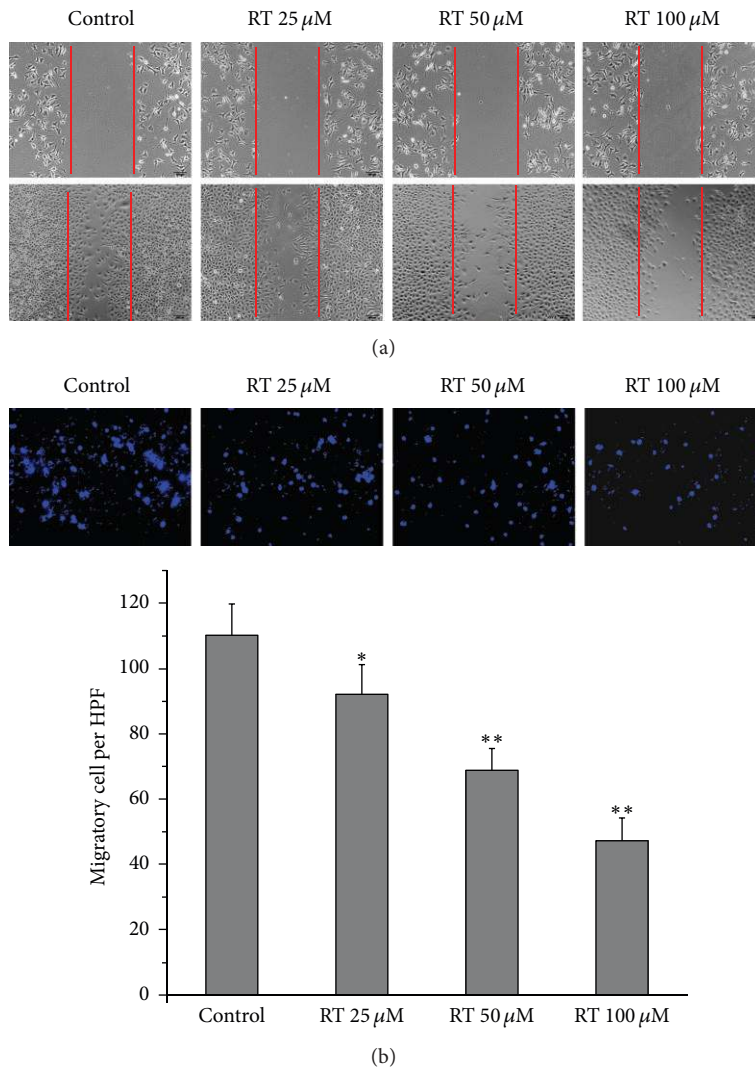 Control RT 25 μM RT 50 μM RT 100 μM
(a)
Control RT 25 μM RT 50 μM RT 100 μM
Migratory cell per HPF
120
100
80
60
40
20
0
*
**
**
Control RT 25 μM RT 50 μM RT 100 μM
(b)